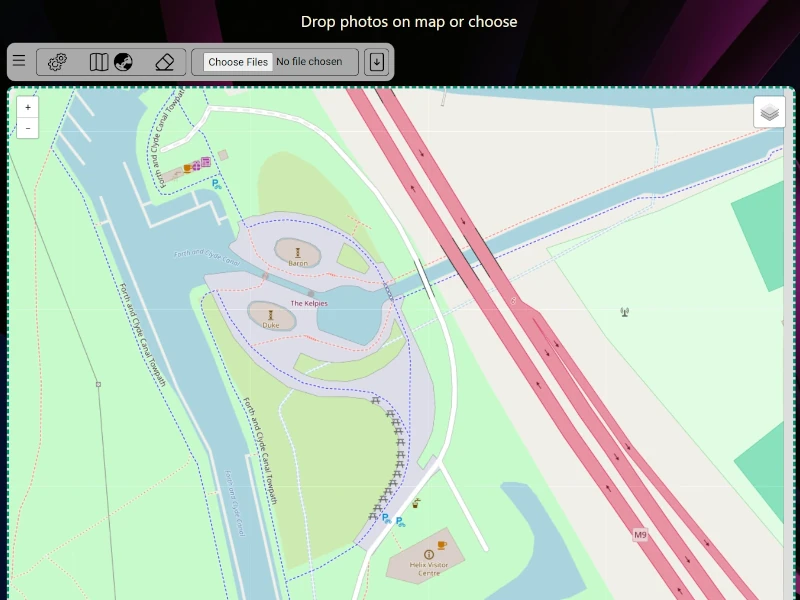 Drop photos on map or choose
Choose Files No file chosen
+
-
Forth and Clyde Canal Towpath
Forth and Clyde Canal
Baron
The Kelpies
Duke
Forth and Clyde Canal Towpath
Forth and Clyde Canal Towpath
Forth and Clyde Canal
M9
Helix Visitor
Centre